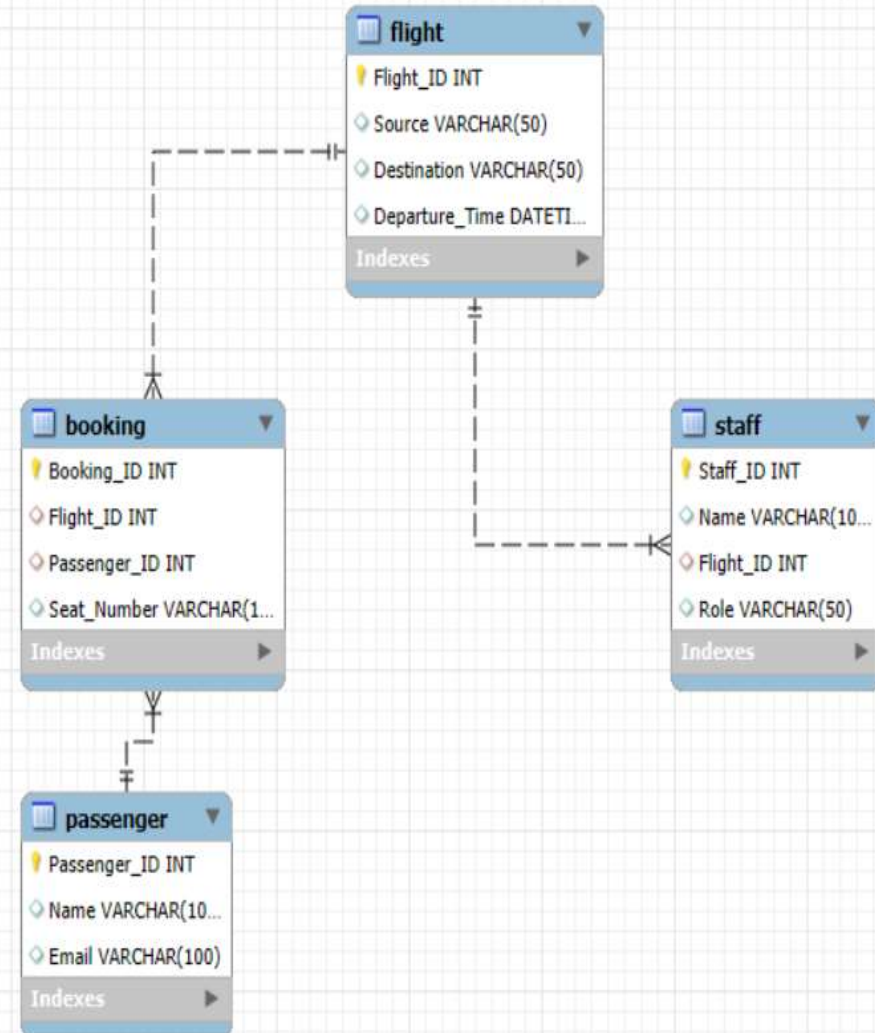 flight
Flight_ID INT
Source VARCHAR(50)
Destination VARCHAR(50)
Departure_Time DATETI...
Indexes
booking
Booking_ID INT
Flight_ID INT
Passenger_ID INT
Seat_Number VARCHAR(1...
Indexes
staff
Staff_ID INT
Name VARCHAR(10...
Flight_ID INT
Role VARCHAR(50)
Indexes
passenger
Passenger_ID INT
Name VARCHAR(10...
Email VARCHAR(100)
Indexes